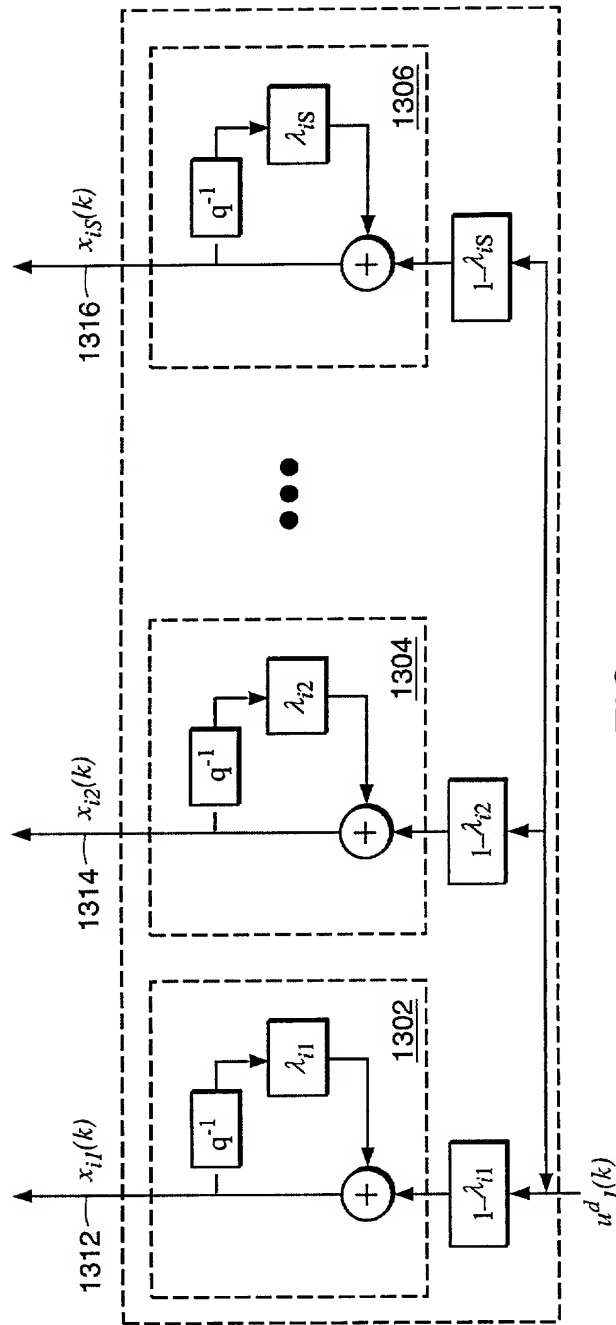 1312
x_{i1}(k)
1314
x_{i2}(k)
1316
x_{iS}(k)
q^{-1}
q^{-1}
q^{-1}
λ_{i1}
λ_{i2}
λ_{iS}
+
+
+
1302
1304
1306
1-λ_{i1}
1-λ_{i2}
1-λ_{iS}
u^d_1(k)